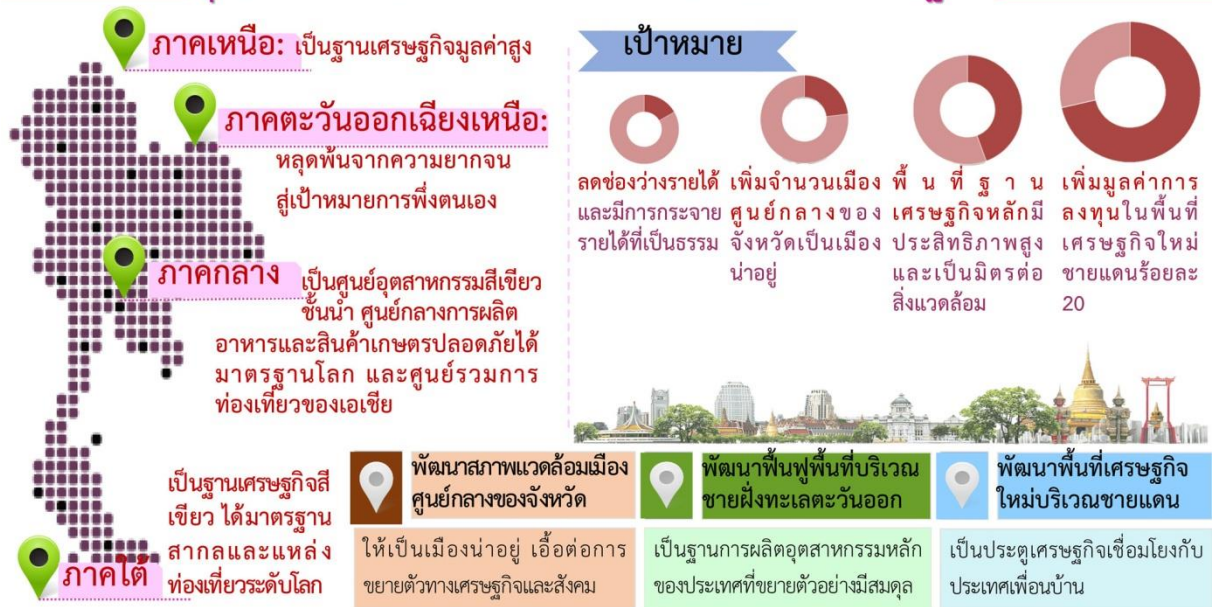 ภาคเหนือ: เป็นฐานเศรษฐกิจมูลค่าสูง
ภาคตะวันออกเฉียงเหนือ:
หลุดพ้นจากความยากจน
สู่เป้าหมายการพึ่งตนเอง
ภาคกลาง
เป็นศูนย์อุตสาหกรรมสีเขียว
ชั้นนำ ศูนย์กลางการผลิต
อาหารและสินค้าเกษตรปลอดภัยได้
มาตรฐานโลก และศูนย์รวมการ
ท่องเที่ยวของเอเชีย
ภาคใต้
เป็นฐานเศรษฐกิจสี
เขียว ได้มาตรฐาน
สากลและแหล่ง
ท่องเที่ยวระดับโลก
เป้าหมาย
ลดช่องว่างรายได้
และมีการกระจาย
รายได้ที่เป็นธรรม
เพิ่มจำนวนเมือง
ศูนย์กลางของ
จังหวัดเป็นเมือง
น่าอยู่
พื้นที่ฐาน
เศรษฐกิจหลักมี
ประสิทธิภาพสูง
และเป็นมิตรต่อ
สิ่งแวดล้อม
เพิ่มมูลค่าการ
ลงทุนในพื้นที่
เศรษฐกิจใหม่
ชายแดนร้อยละ
20
พัฒนาสภาพแวดล้อมเมือง
ศูนย์กลางของจังหวัด
ให้เป็นเมืองน่าอยู่ เอื้อต่อการ
ขยายตัวทางเศรษฐกิจและสังคม
พัฒนาฟื้นฟูพื้นที่บริเวณ
ชายฝั่งทะเลตะวันออก
เป็นฐานการผลิตอุตสาหกรรมหลัก
ของประเทศที่ขยายตัวอย่างมีสมดุล
พัฒนาพื้นที่เศรษฐกิจ
ใหม่บริเวณชายแดน
เป็นประตูเศรษฐกิจเชื่อมโยงกับ
ประเทศเพื่อนบ้าน